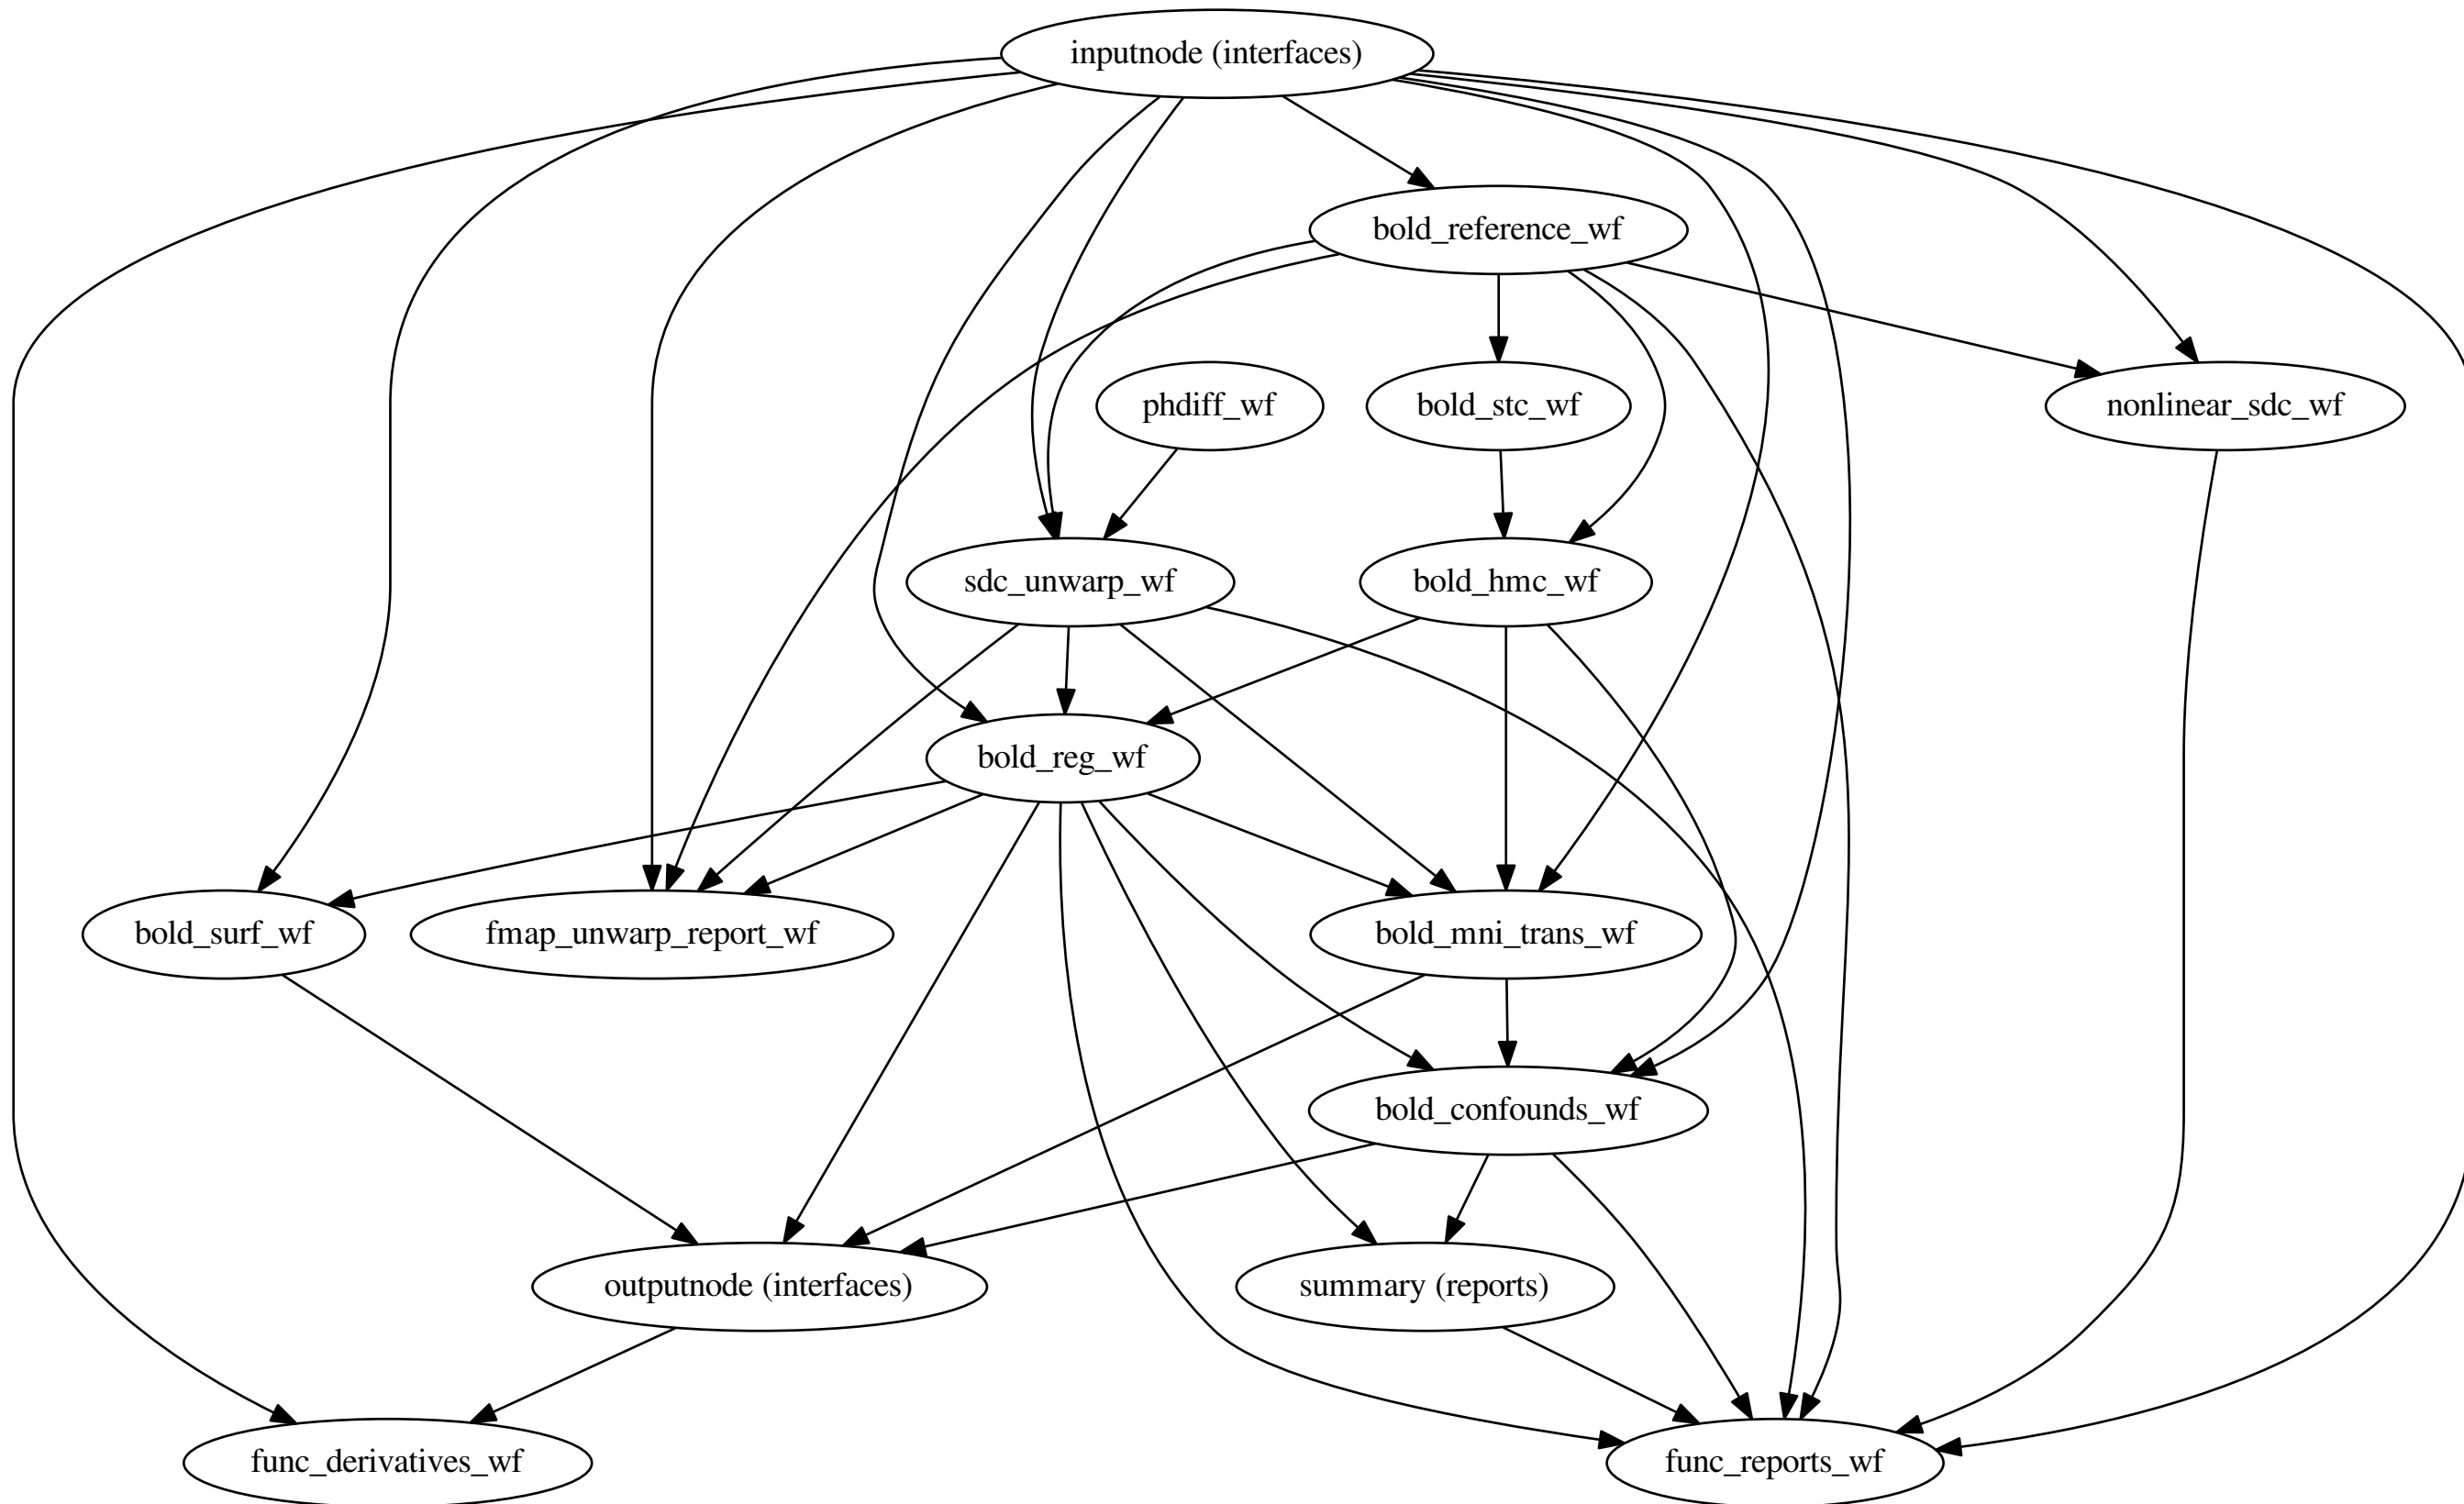 inputnode (interfaces)
bold_reference_wf
phdiff_wf
bold_stc_wf
nonlinear_sdc_wf
sdc_unwarp_wf
bold_hmc_wf
bold_reg_wf
bold_surf_wf
fmap_unwarp_report_wf
bold_mni_trans_wf
bold_confounds_wf
outputnode (interfaces)
summary (reports)
func_derivatives_wf
func_reports_wf